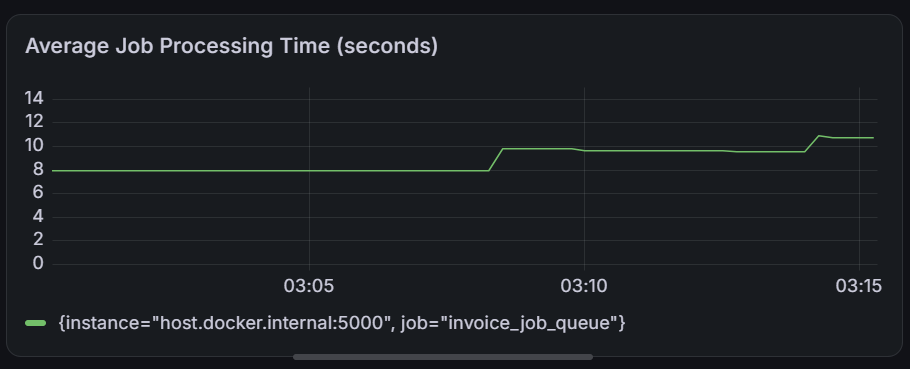 Average Job Processing Time (seconds)
14
12
10
8
6
4
2
0
03:05 03:10 03:15
{instance="host.docker.internal:5000", job="invoice_job_queue"}